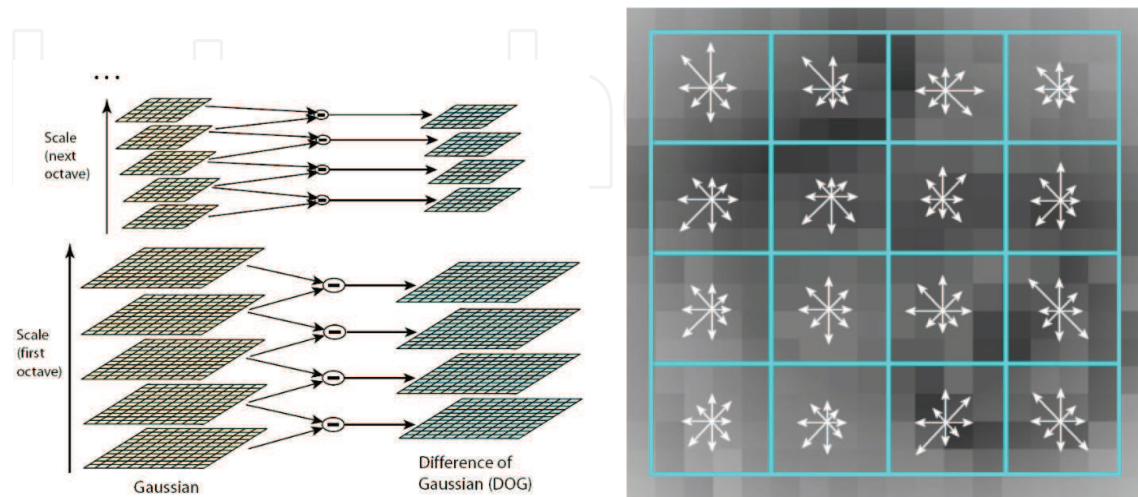 ...
Scale
(next
octave)
Scale
(first
octave)
Gaussian
Difference of
Gaussian (DOG)